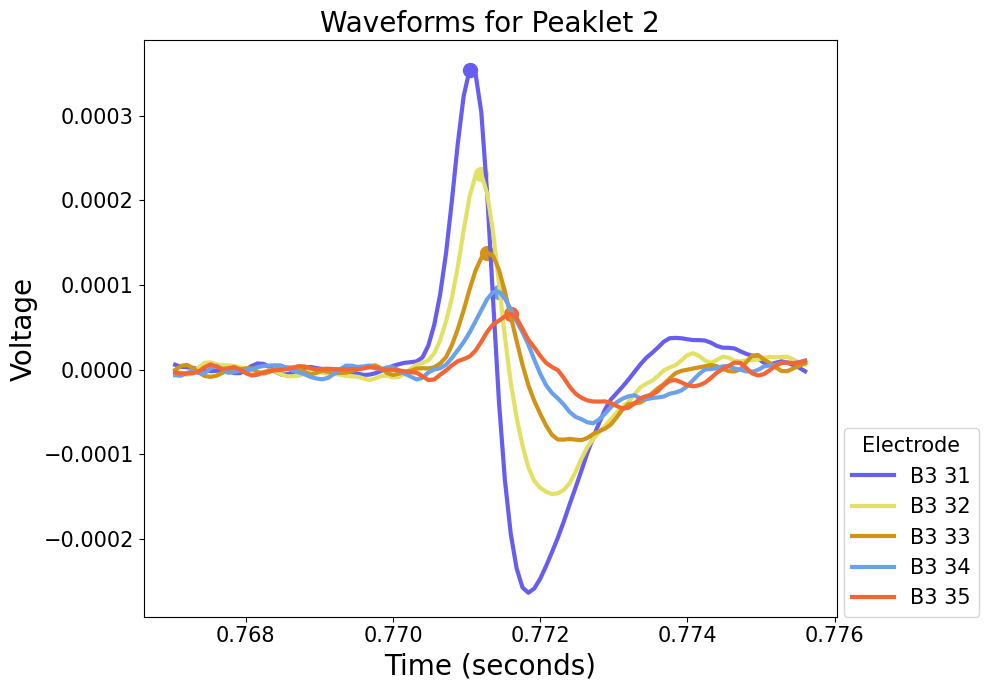 Waveforms for Peaklet 2
Voltage
0.0003
0.0002
0.0001
0.0000
−0.0001
−0.0002
0.768 0.770 0.772 0.774 0.776
Time (seconds)
Electrode
B3 31
B3 32
B3 33
B3 34
B3 35